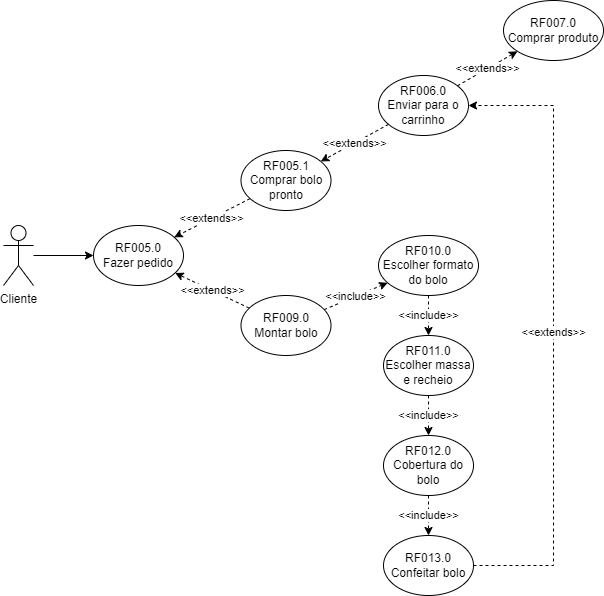 RF007.0
Comprar produto
<<extends>>
RF006.0
Enviar para o
carrinho
<<extends>>
RF005.1
Comprar bolo
pronto
<<extends>>
RF005.0
Fazer pedido
Cliente
<<extends>>
RF009.0
Montar bolo
<<include>>
RF010.0
Escolher formato
do bolo
<<include>>
RF011.0
Escolher massa
e recheio
<<extends>>
<<include>>
RF012.0
Cobertura do
bolo
<<include>>
RF013.0
Confeitar bolo